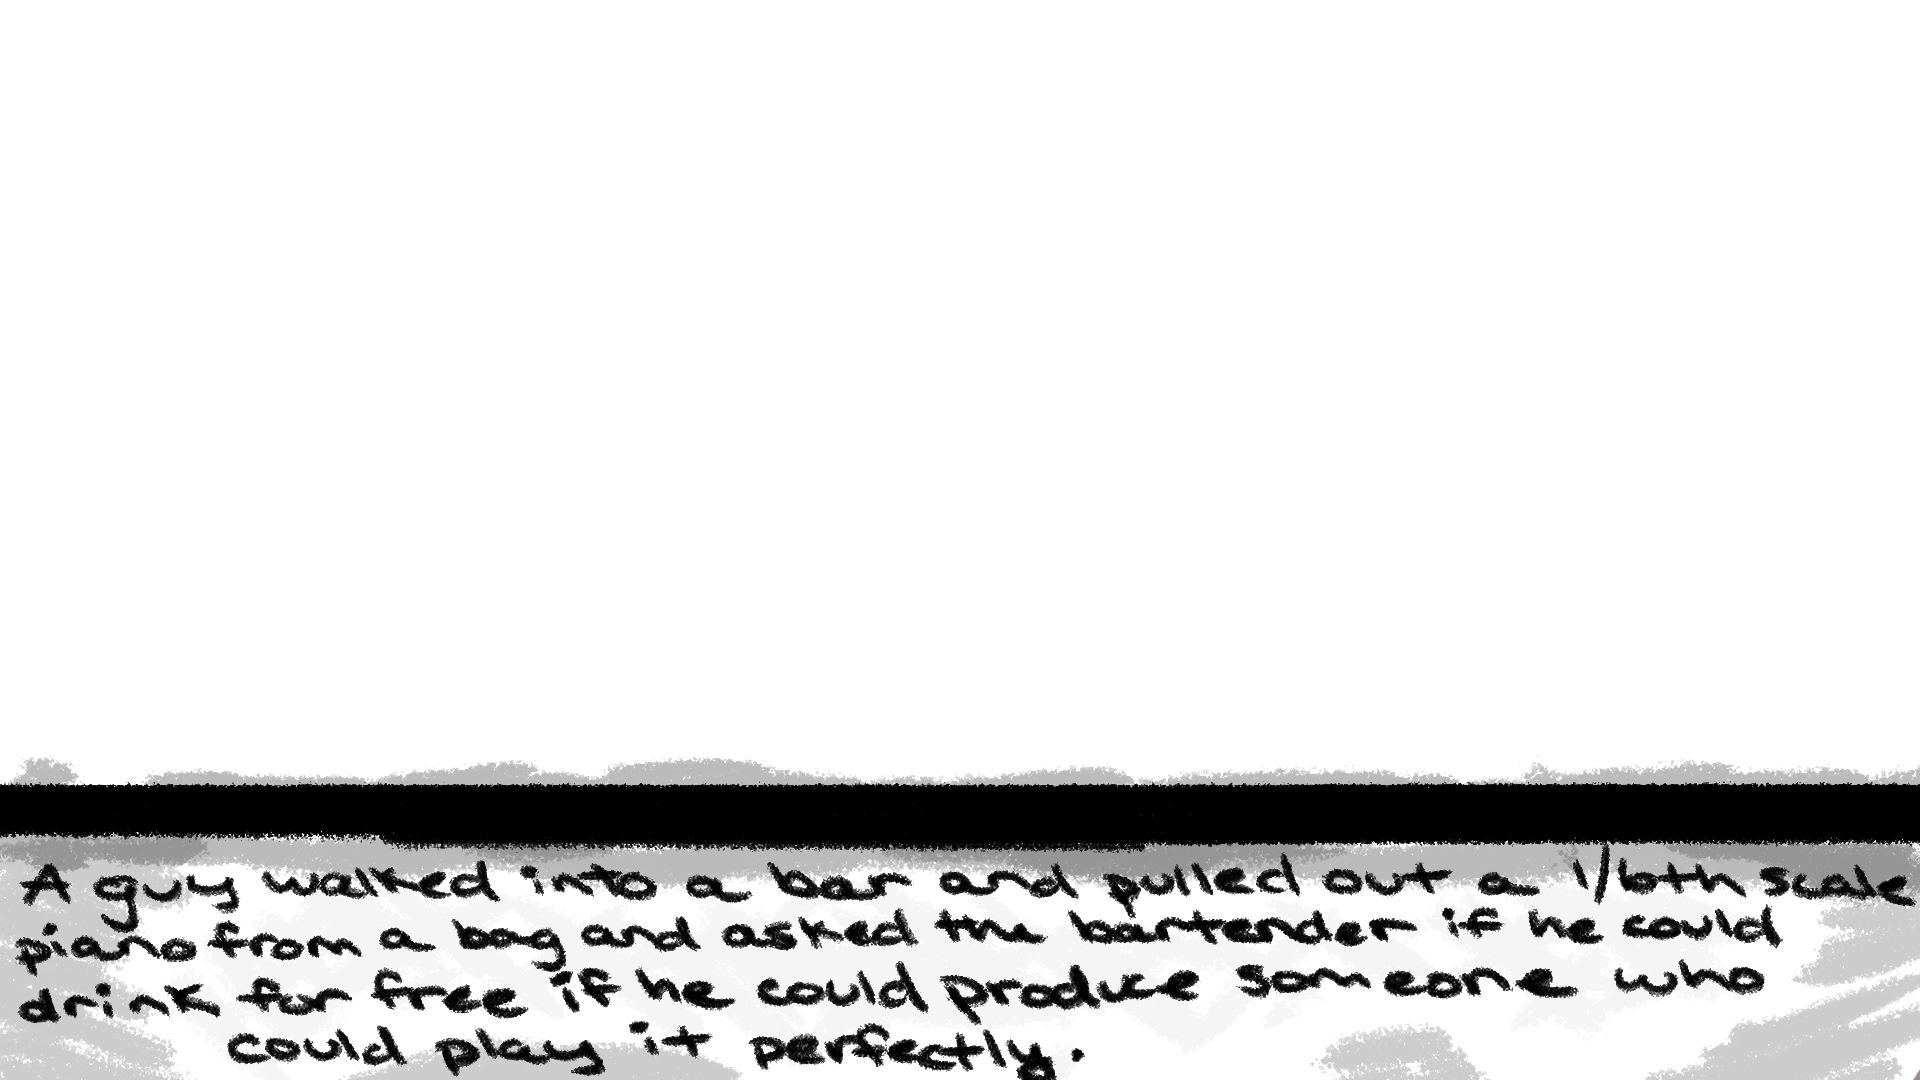 A guy walked into a bar and pulled out a 1/6th scale
piano from a bag and asked the bartender if he could
drink for free if he could produce someone who
could play it perfectly.